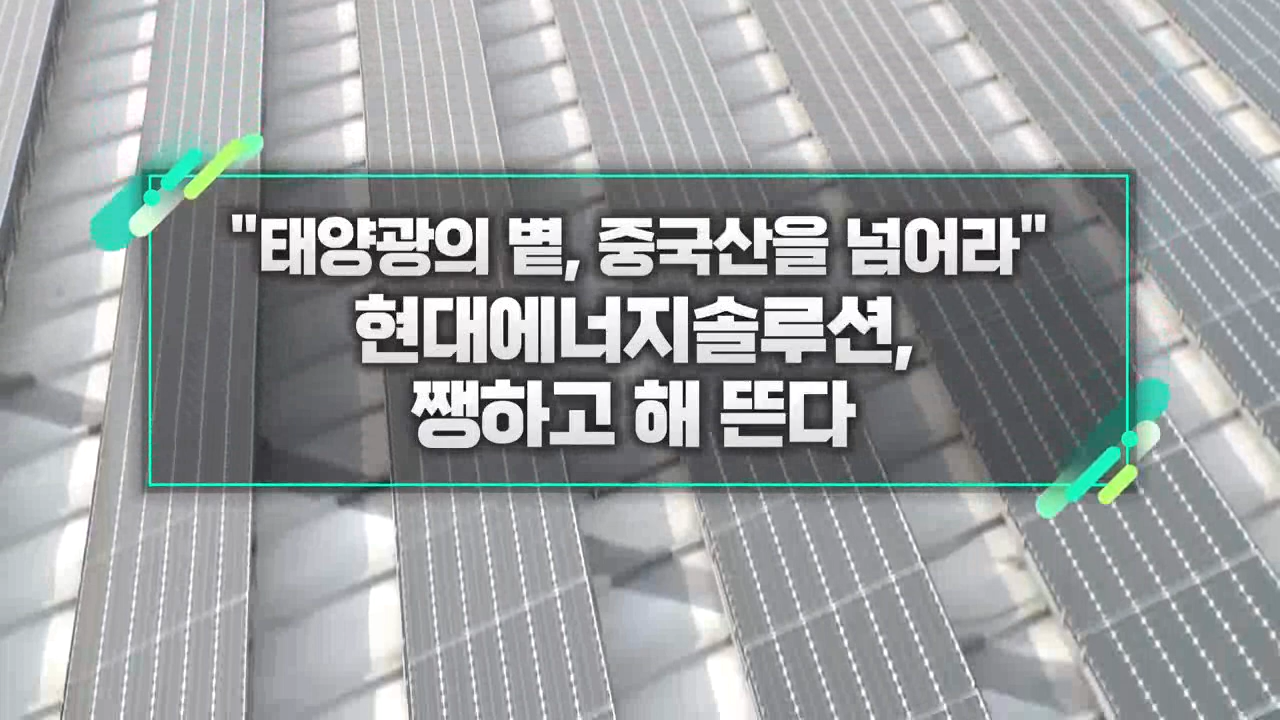 "태양광의 볕, 중국산을 넘어라"
현대에너지솔루션,
쨍하고 해 뜬다